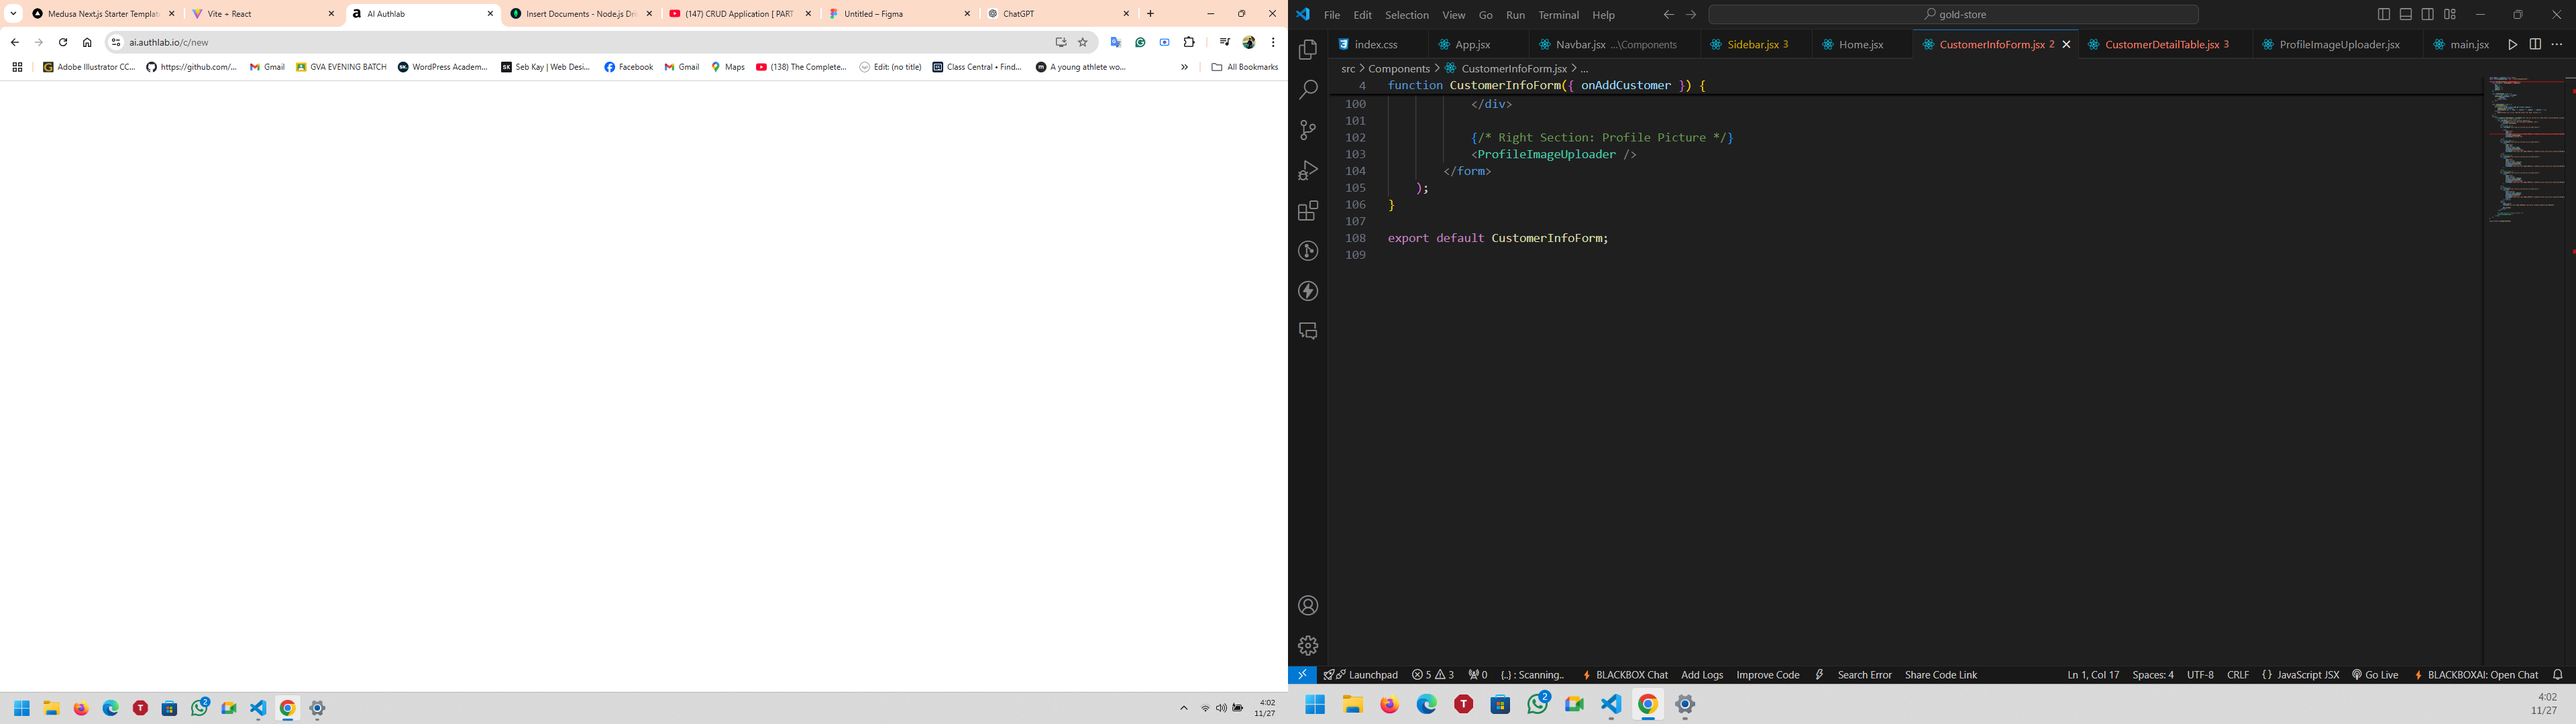 Medusa Next.js Starter Templat
Vite + React
AI Authlab
Insert Documents - Node.js Dri
(147) CRUD Application [ PART
Untitled – Figma
ChatGPT
ai.authlab.io/c/new
Adobe Illustrator CC...
https://github.com/...
Gmail
GVA EVENING BATCH
WordPress Academ...
Seb Kay | Web Desi...
Facebook
Gmail
Maps
(138) The Complete...
Edit: (no title)
Class Central • Find...
A young athlete wo...
All Bookmarks
4:02
11/27
File Edit Selection View Go Run Terminal Help
gold-store
index.css
App.jsx
Navbar.jsx ...\Components
Sidebar.jsx 3
Home.jsx
CustomerInfoForm.jsx 2
CustomerDetailTable.jsx 3
ProfileImageUploader.jsx
main.jsx
src > Components > CustomerInfoForm.jsx > ...
4 function CustomerInfoForm({ onAddCustomer }) {
100 </div>
101
102 {/* Right Section: Profile Picture */}
103 <ProfileImageUploader />
104 </form>
105 );
106 }
107
108 export default CustomerInfoForm;
109
Launchpad
5 3
0
{..} : Scanning..
BLACKBOX Chat
Add Logs
Improve Code
Search Error
Share Code Link
Ln 1, Col 17
Spaces: 4
UTF-8
CRLF
{ } JavaScript JSX
Go Live
BLACKBOXAI: Open Chat
2
4:02
11/27